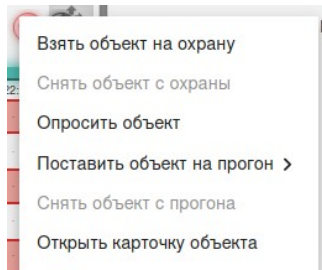 22:
Взять объект на охрану
Снять объект с охраны
Опросить объект
Поставить объект на прогон
Снять объект с прогона
Открыть карточку объекта